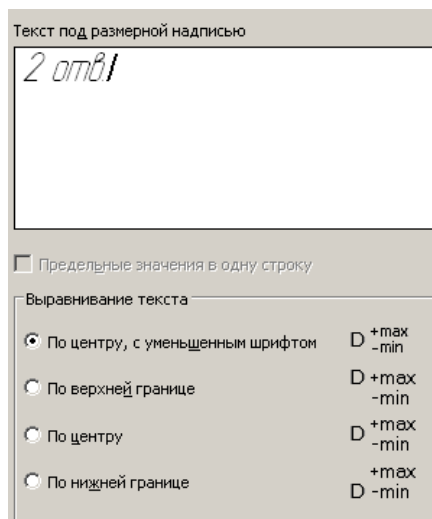 Текст под размерной надписью
2 отв.
Предельные значения в одну строку
Выравнивание текста
По центру, с уменьшенным шрифтом D +max -min
По верхней границе D +max -min
По центру D +max -min
По нижней границе D +max -min